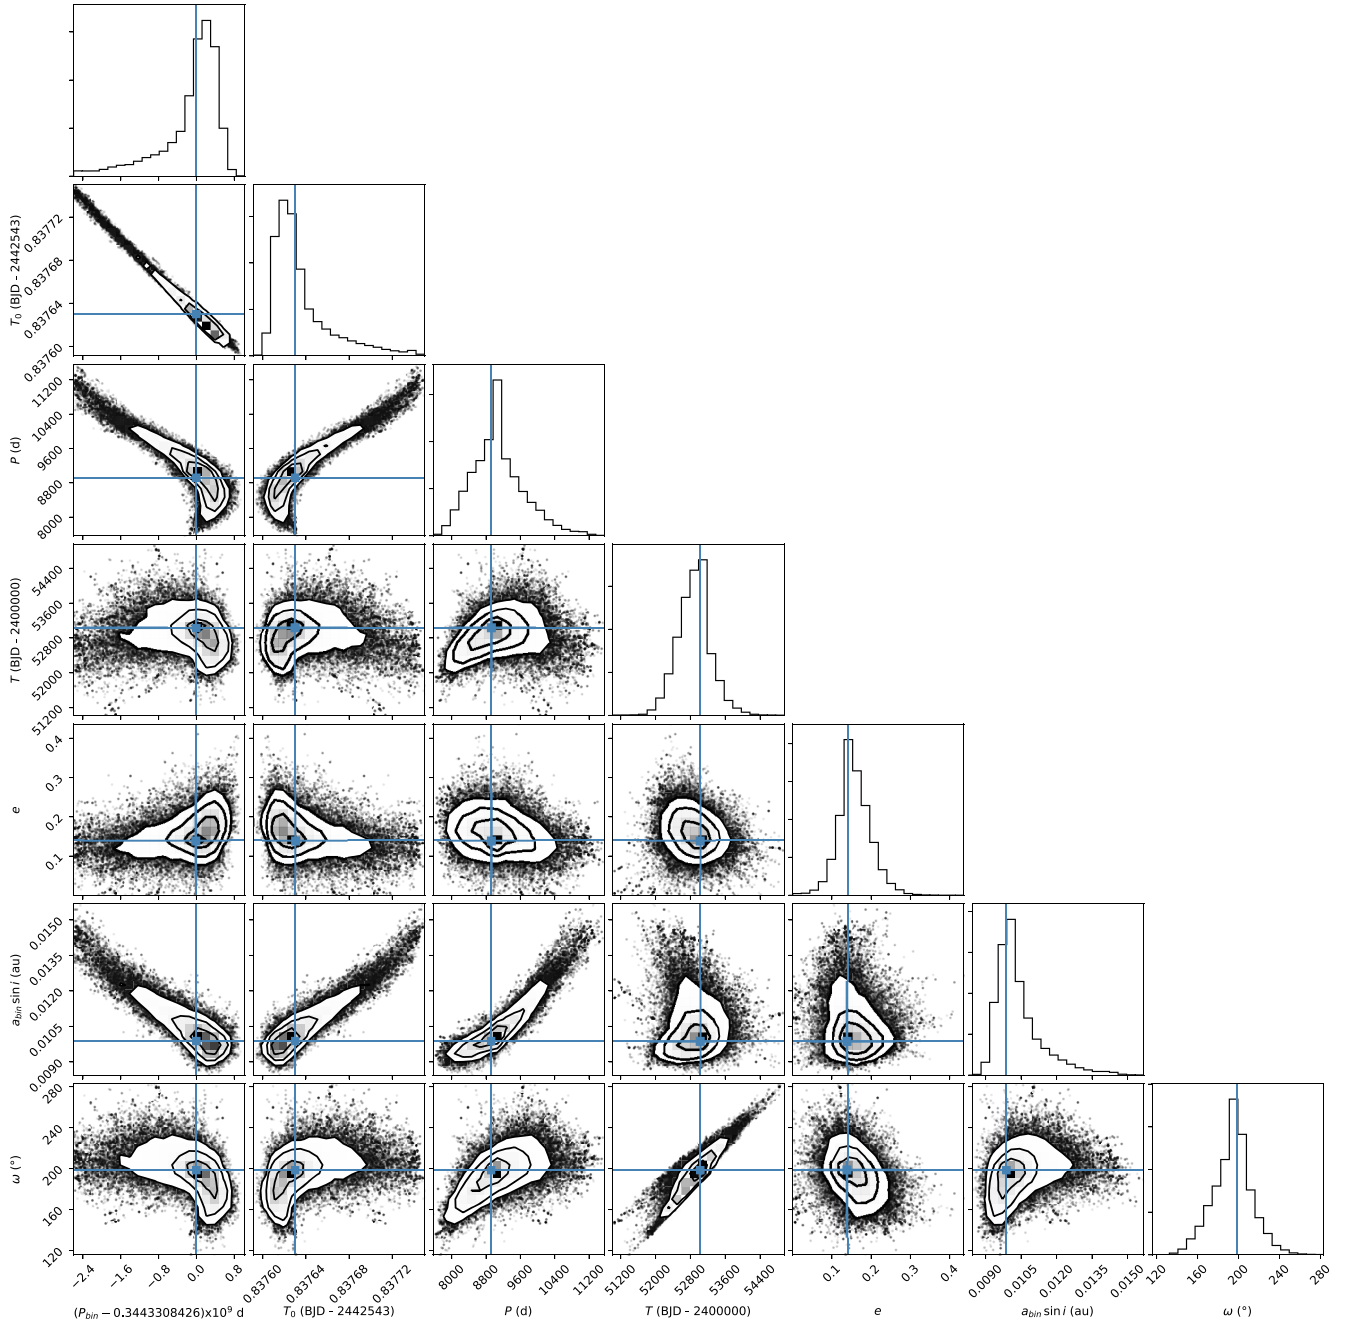 T₀ (BJD - 2442543)
0.83772
0.83768
0.83764
0.83760
P (d)
11200
10400
9600
8800
8000
T (BJD - 2400000)
54400
53600
52800
52000
51200
e
0.4
0.3
0.2
0.1
a_bin sin i (au)
0.0150
0.0135
0.0120
0.0105
0.0090
ω (°)
280
240
200
160
120
−2.4 −1.6 −0.8 0.0 0.8
0.83760 0.83764 0.83768 0.83772
8000 8800 9600 10400 11200
51200 52000 52800 53600 54400
0.1 0.2 0.3 0.4
0.0090 0.0105 0.0120 0.0135 0.0150
120 160 200 240 280
(P_bin − 0.3443308426)x10⁹ d T₀ (BJD - 2442543) P (d) T (BJD - 2400000) e a_bin sin i (au) ω (°)